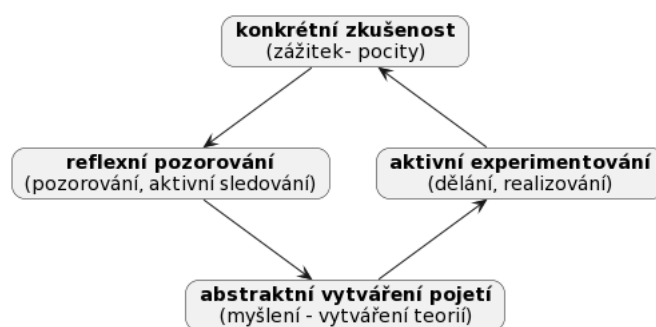 konkrétní zkušenost
(zážitek- pocity)
reflexní pozorování
(pozorování, aktivní sledování)
aktivní experimentování
(dělání, realizování)
abstraktní vytváření pojetí
(myšlení - vytváření teorií)